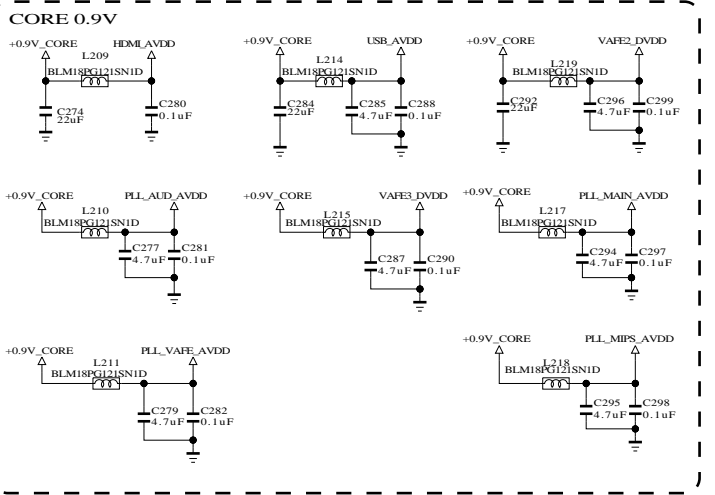 CORE 0.9V
+0.9V_CORE HDMI_AVDD
L209
BLM18PG121SN1D
C274
22uF
C280
0.1uF
+0.9V_CORE USB_AVDD
L214
BLM18PG121SN1D
C284
22uF
C285
4.7uF
C288
0.1uF
+0.9V_CORE VAFE2_DVDD
L219
BLM18PG121SN1D
C292
22uF
C296
4.7uF
C299
0.1uF
+0.9V_CORE PLL_AUD_AVDD
L210
BLM18PG121SN1D
C277
4.7uF
C281
0.1uF
+0.9V_CORE VAFE3_DVDD
L215
BLM18PG121SN1D
C287
4.7uF
C290
0.1uF
+0.9V_CORE PLL_MAIN_AVDD
L217
BLM18PG121SN1D
C294
4.7uF
C297
0.1uF
+0.9V_CORE PLL_VAFE_AVDD
L211
BLM18PG121SN1D
C279
4.7uF
C282
0.1uF
+0.9V_CORE PLL_MIPS_AVDD
L218
BLM18PG121SN1D
C295
4.7uF
C298
0.1uF